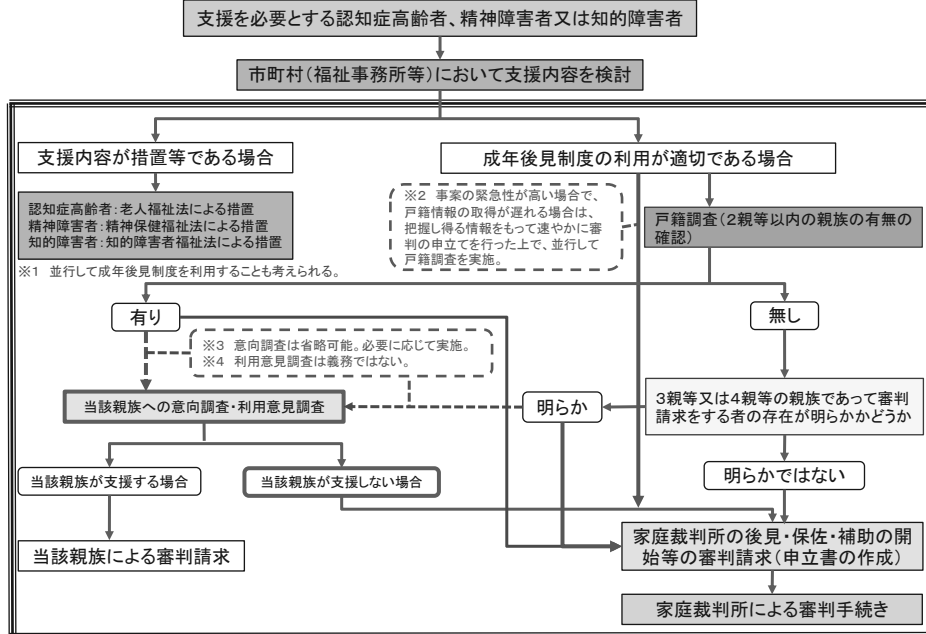 支援を必要とする認知症高齢者、精神障害者又は知的障害者
市町村（福祉事務所等）において支援内容を検討
支援内容が措置等である場合
成年後見制度の利用が適切である場合
認知症高齢者：老人福祉法による措置
精神障害者：精神保健福祉法による措置
知的障害者：知的障害者福祉法による措置
※1　並行して成年後見制度を利用することも考えられる。
※2　事案の緊急性が高い場合で、
戸籍情報の取得が遅れる場合は、
把握し得る情報をもって速やかに審
判の申立てを行った上で、並行して
戸籍調査を実施。
戸籍調査（2親等以内の親族の有無の
確認）
有り
無し
※3　意向調査は省略可能。必要に応じて実施。
※4　利用意見調査は義務ではない。
当該親族への意向調査・利用意見調査
明らか
3親等又は4親等の親族であって審判
請求をする者の存在が明らかかどうか
当該親族が支援する場合
当該親族が支援しない場合
明らかではない
当該親族による審判請求
家庭裁判所の後見・保佐・補助の開
始等の審判請求（申立書の作成）
家庭裁判所による審判手続き